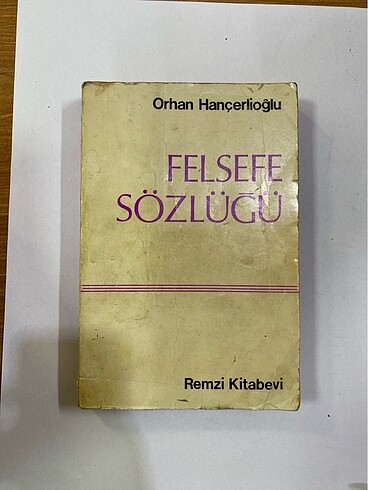 Orhan Hançerlioğlu
FELSEFE
SÖZLÜĞÜ
Remzi Kitabevi